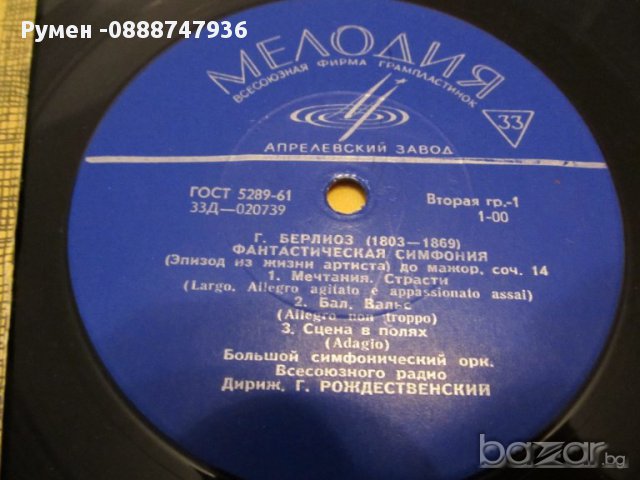 Румен -0888747936
МЕЛОДИЯ
ВСЕСОЮЗНАЯ ФИРМА ГРАМПЛАСТИНОК
33
АПРЕЛЕВСКИЙ ЗАВОД
ГОСТ 5289-61
33Д—020739
Вторая гр.-1
1-00
Г. БЕРЛИОЗ (1803—1869)
ФАНТАСТИЧЕСКАЯ СИМФОНИЯ
(Эпизод из жизни артиста) до мажор, соч. 14
1. Мечтания. Страсти
(Largo. Allegro agitato e appassionato assai)
2. Бал. Вальс
(Allegro non troppo)
3. Сцена в полях
(Adagio)
Большой симфонический орк.
Всесоюзного радио
Дириж. Г. РОЖДЕСТВЕНСКИЙ
bazar.bg